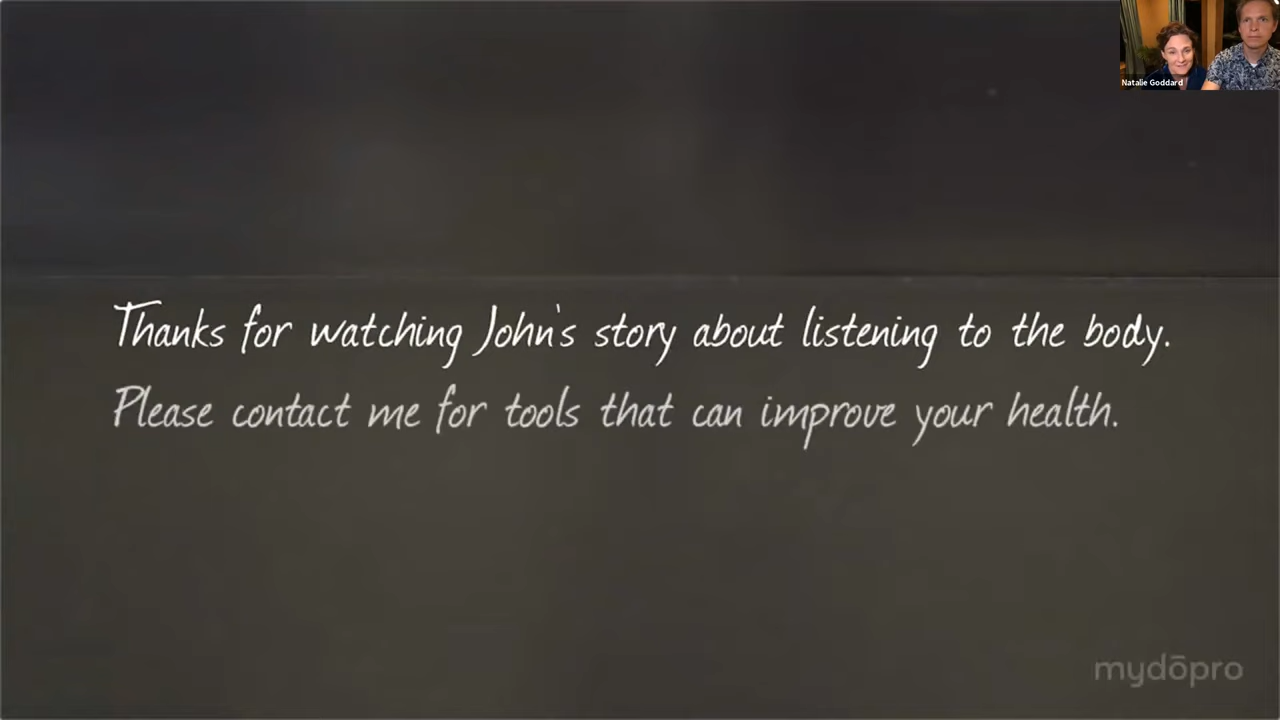 Natalie Goddard
Thanks for watching John's story about listening to the body.
Please contact me for tools that can improve your health.
mydōpro